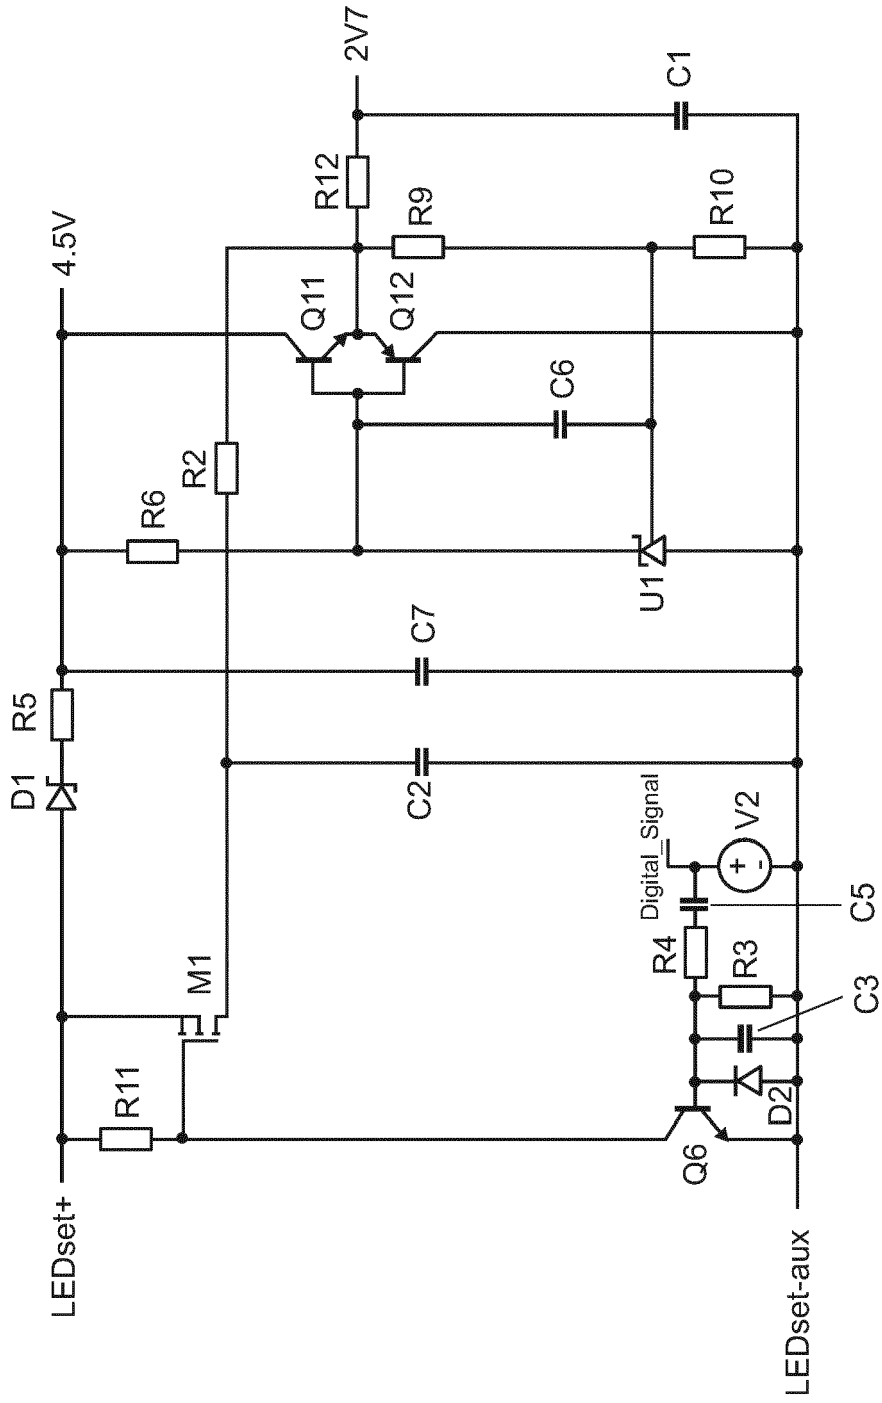 LEDset+
R11
M1
D1
R5
4.5V
R6
R2
Q11
Q12
R12
2V7
R9
R10
C1
C6
U1
C7
C2
Digital_Signal
V2
C5
R4
R3
C3
D2
Q6
+
-
LEDset-aux